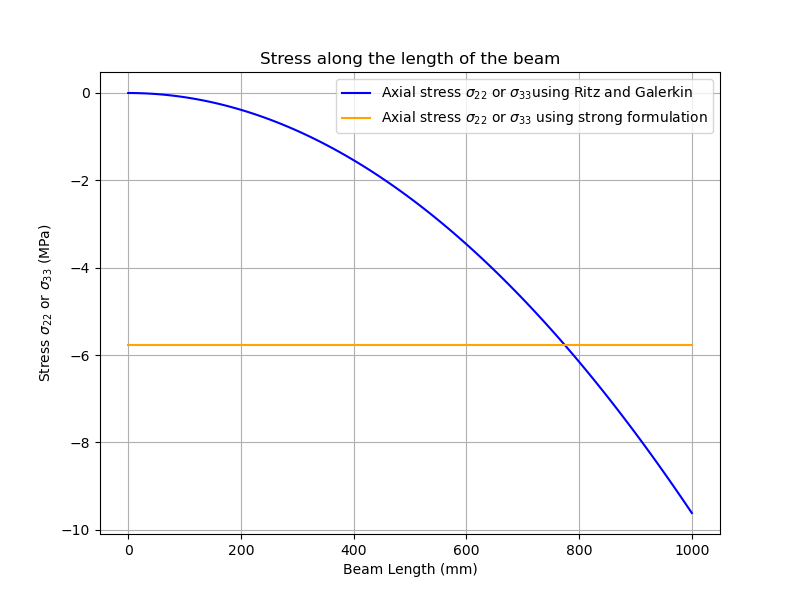 Stress along the length of the beam
Axial stress σ₂₂ or σ₃₃using Ritz and Galerkin
Axial stress σ₂₂ or σ₃₃ using strong formulation
Stress σ₂₂ or σ₃₃ (MPa)
0
−2
−4
−6
−8
−10
0 200 400 600 800 1000
Beam Length (mm)